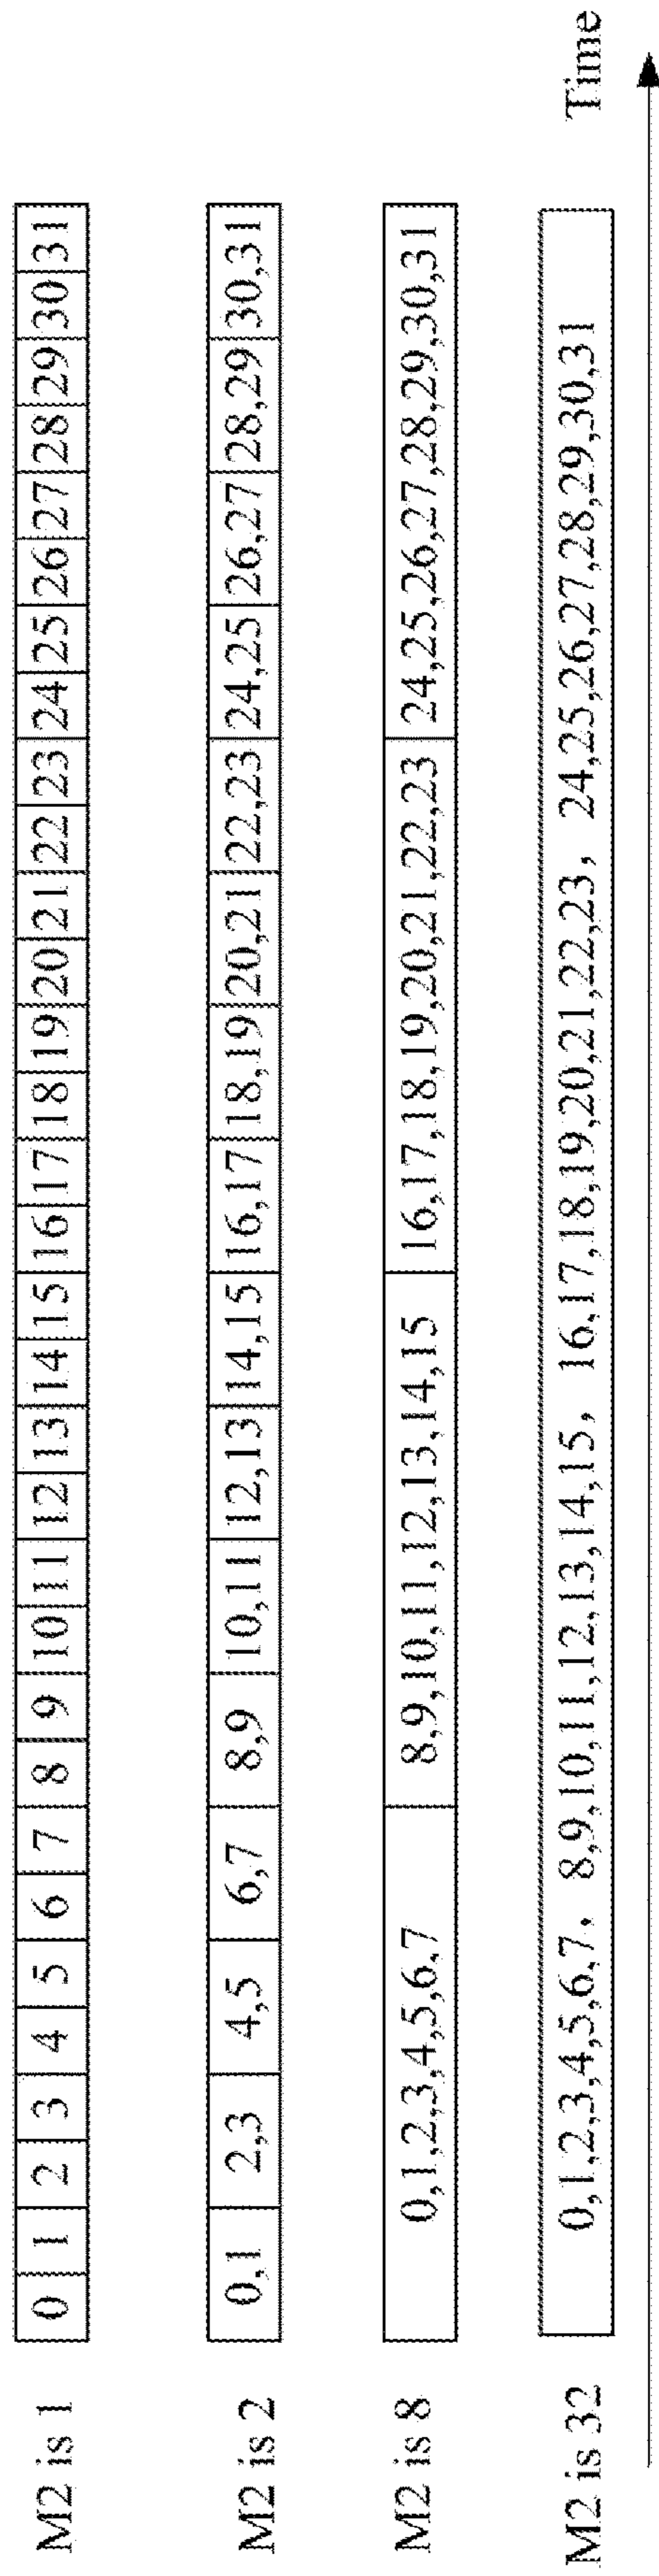 M2 is 1 0 1 2 3 4 5 6 7 8 9 10 11 12 13 14 15 16 17 18 19 20 21 22 23 24 25 26 27 28 29 30 31
M2 is 2 0,1 2,3 4,5 6,7 8,9 10,11 12,13 14,15 16,17 18,19 20,21 22,23 24,25 26,27 28,29 30,31
M2 is 8 0,1,2,3,4,5,6,7 8,9,10,11,12,13,14,15 16,17,18,19,20,21,22,23 24,25,26,27,28,29,30,31
M2 is 32 0,1,2,3,4,5,6,7, 8,9,10,11,12,13,14,15, 16,17,18,19,20,21,22,23, 24,25,26,27,28,29,30,31
Time